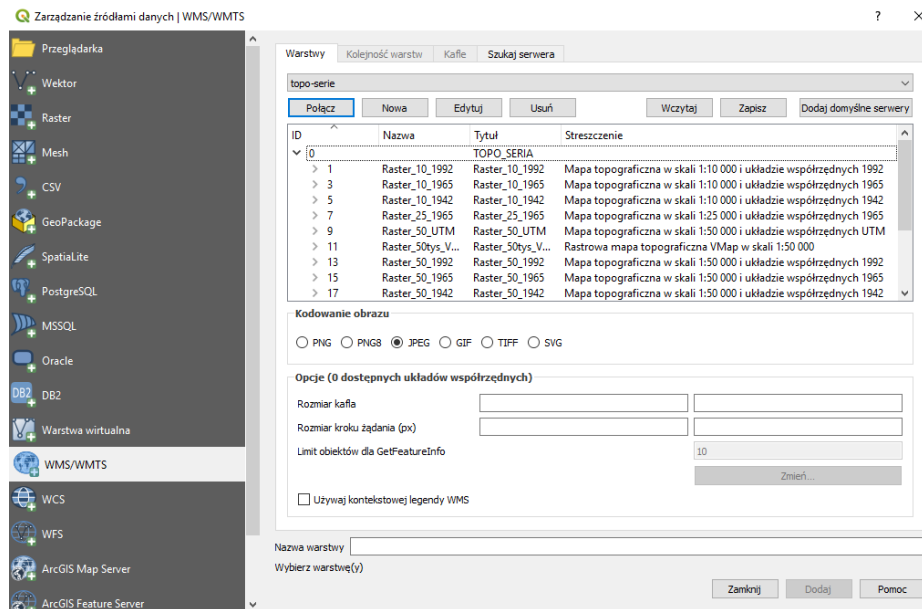 Zarządzanie źródłami danych | WMS/WMTS
?
Przeglądarka
Wektor
Raster
Mesh
CSV
GeoPackage
SpatiaLite
PostgreSQL
MSSQL
Oracle
DB2
DB2
Warstwa wirtualna
WMS/WMTS
WCS
WFS
ArcGIS Map Server
ArcGIS Feature Server
Warstwy Kolejność warstw Kafle Szukaj serwera
topo-serie
Połącz Nowa Edytuj Usuń Wczytaj Zapisz Dodaj domyślne serwery
ID Nazwa Tytuł Streszczenie
0 TOPO_SERIA
1 Raster_10_1992 Raster_10_1992 Mapa topograficzna w skali 1:10 000 i układzie współrzędnych 1992
3 Raster_10_1965 Raster_10_1965 Mapa topograficzna w skali 1:10 000 i układzie współrzędnych 1965
5 Raster_10_1942 Raster_10_1942 Mapa topograficzna w skali 1:10 000 i układzie współrzędnych 1942
7 Raster_25_1965 Raster_25_1965 Mapa topograficzna w skali 1:25 000 i układzie współrzędnych 1965
9 Raster_50_UTM Raster_50_UTM Mapa topograficzna w skali 1:50 000 i układzie współrzędnych UTM
11 Raster_50tys_V... Raster_50tys_V... Rastrowa mapa topograficzna VMap w skali 1:50 000
13 Raster_50_1992 Raster_50_1992 Mapa topograficzna w skali 1:50 000 i układzie współrzędnych 1992
15 Raster_50_1965 Raster_50_1965 Mapa topograficzna w skali 1:50 000 i układzie współrzędnych 1965
17 Raster_50_1942 Raster_50_1942 Mapa topograficzna w skali 1:50 000 i układzie współrzędnych 1942
Kodowanie obrazu
PNG PNG8 JPEG GIF TIFF SVG
Opcje (0 dostępnych układów współrzędnych)
Rozmiar kafla
Rozmiar kroku żądania (px)
Limit obiektów dla GetFeatureInfo 10
Zmień...
Używaj kontekstowej legendy WMS
Nazwa warstwy
Wybierz warstwę(y)
Zamknij Dodaj Pomoc